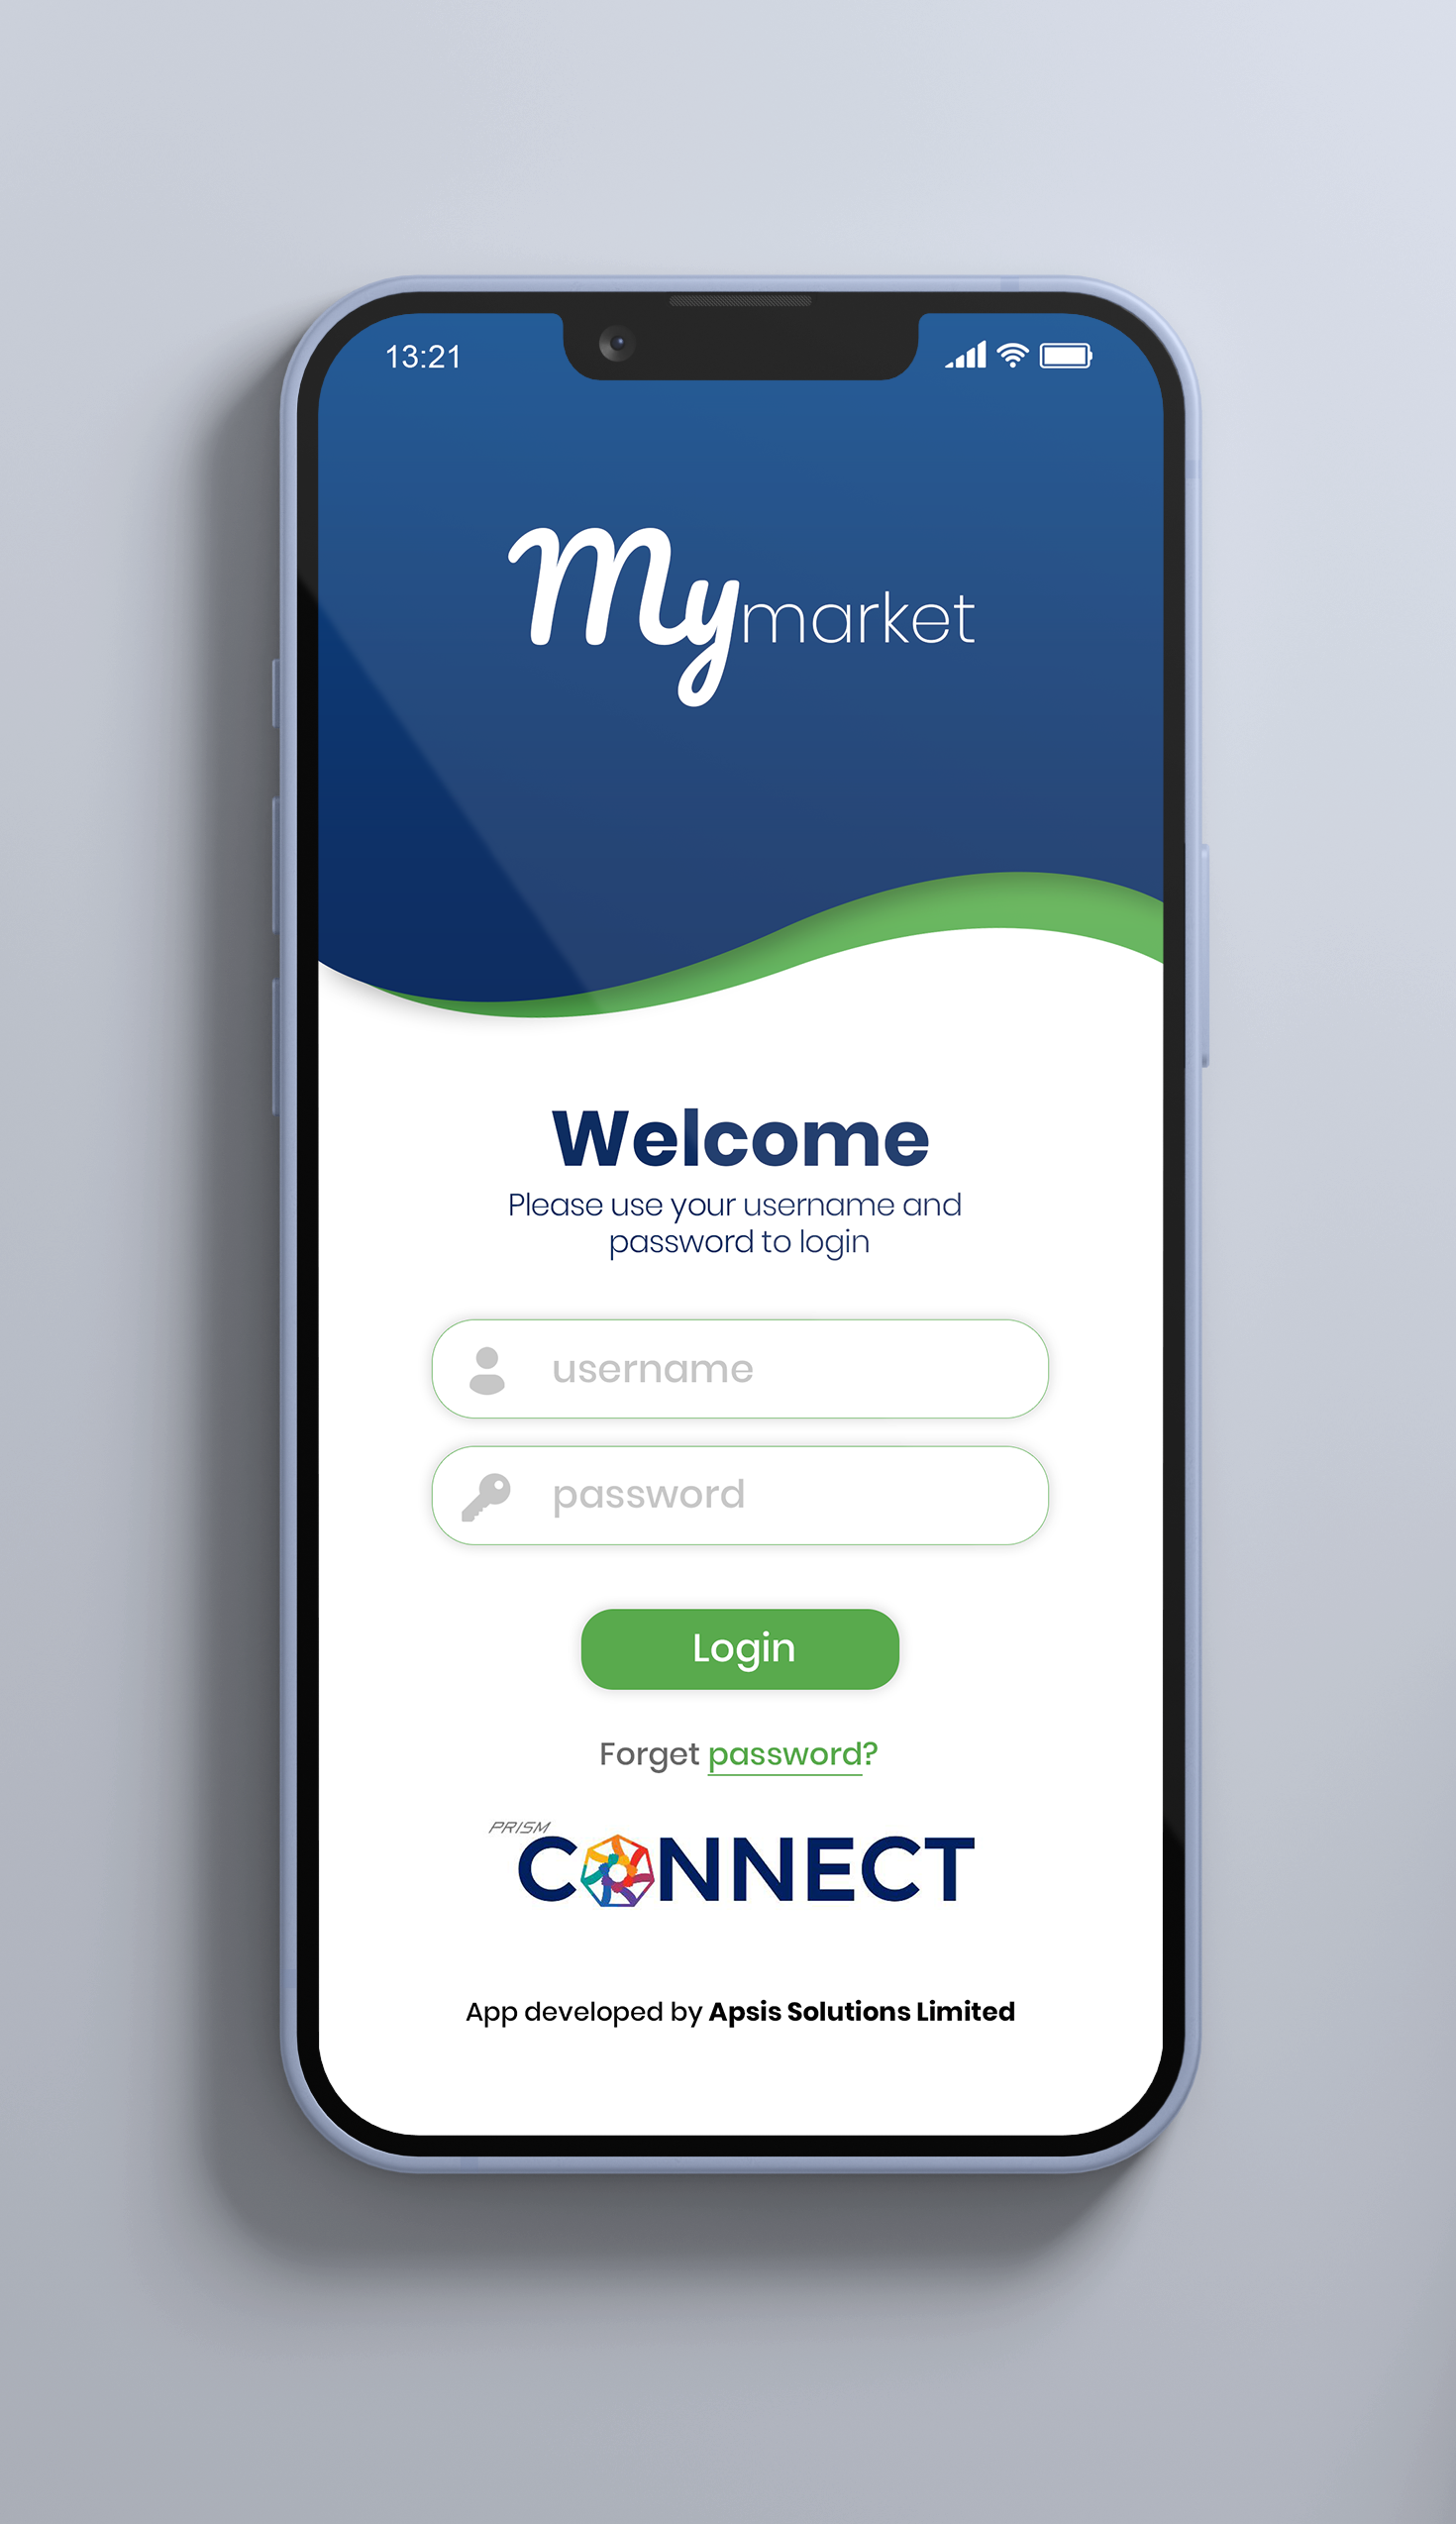 13:21
Mymarket
Welcome
Please use your username and
password to login
username
password
Login
Forget password?
PRISM
CONNECT
App developed by Apsis Solutions Limited